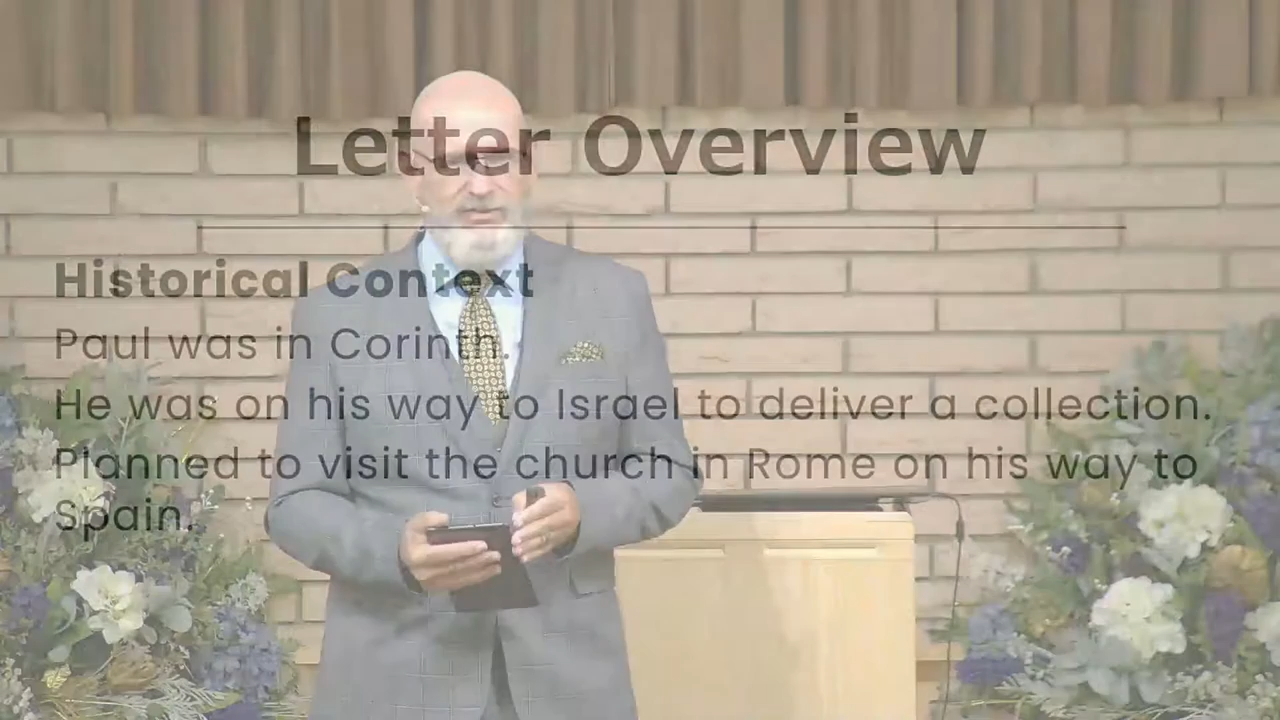 Letter Overview
Historical Context
Paul was in Corinth.
He was on his way to Israel to deliver a collection.
Planned to visit the church in Rome on his way to
Spain.